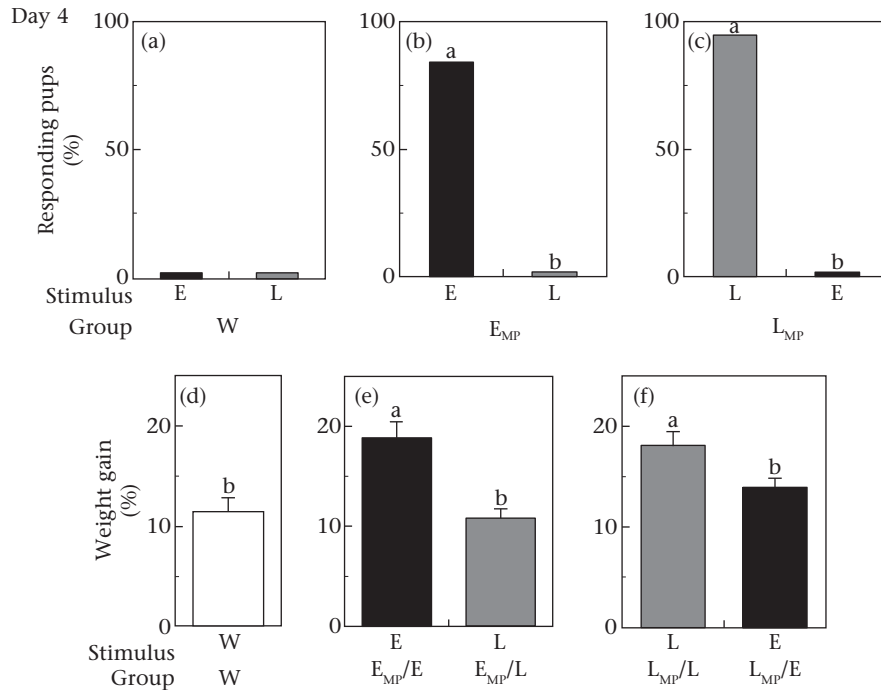 Day 4
Responding pups
(%)
100
50
0
(a)
E
L
W
100
50
0
(b)
a
b
E
L
E_MP
100
50
0
(c)
a
b
L
E
L_MP
Stimulus
Group
Weight gain
(%)
20
10
0
(d)
b
W
W
20
10
0
(e)
a
b
E
L
E_MP/E
E_MP/L
20
10
0
(f)
a
b
L
E
L_MP/L
L_MP/E
Stimulus
Group